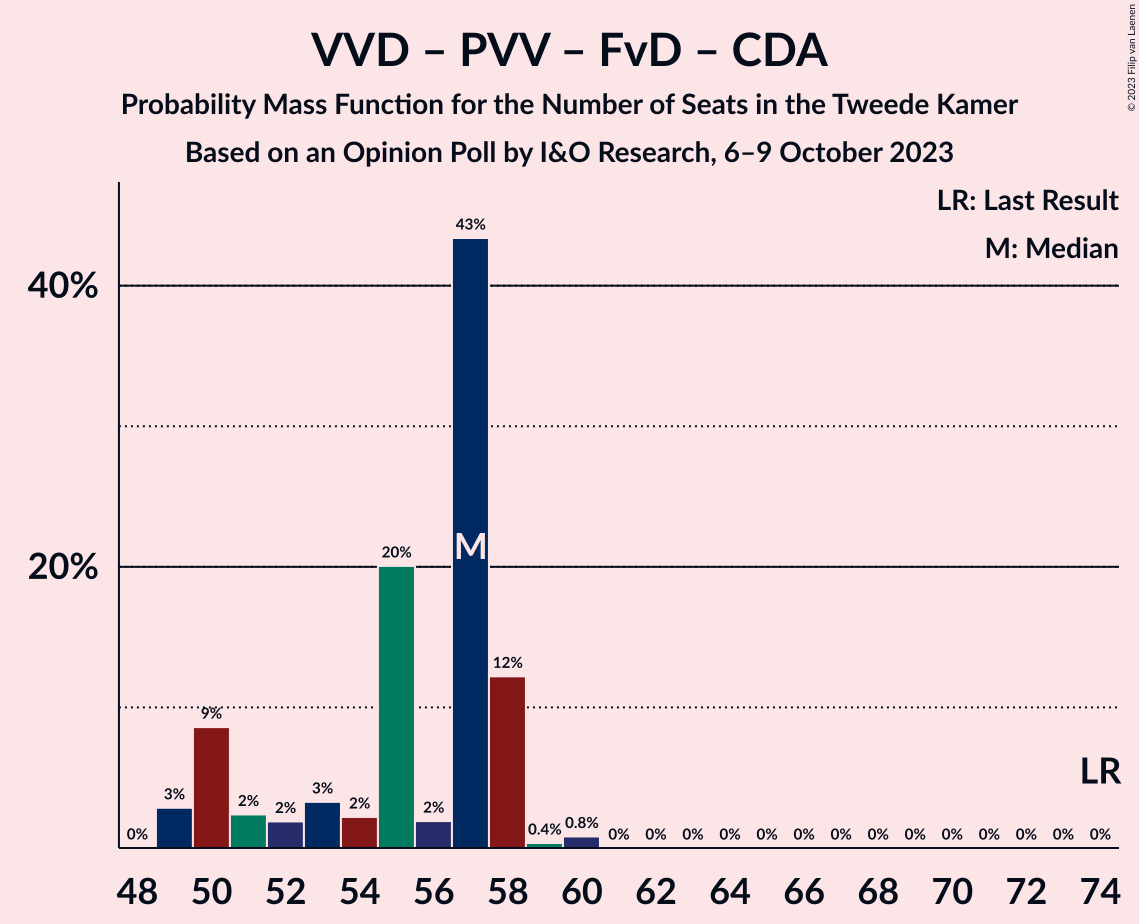 VVD – PVV – FvD – CDA
Probability Mass Function for the Number of Seats in the Tweede Kamer
Based on an Opinion Poll by I&O Research, 6–9 October 2023
© 2023 Filip van Laenen
LR: Last Result
M: Median
40%
20%
0% 3% 9% 2% 2% 3% 2% 20% 2% 43% 12% 0.4% 0.8% 0% 0% 0% 0% 0% 0% 0% 0% 0% 0% 0% 0% 0% 0%
M
LR
48 50 52 54 56 58 60 62 64 66 68 70 72 74